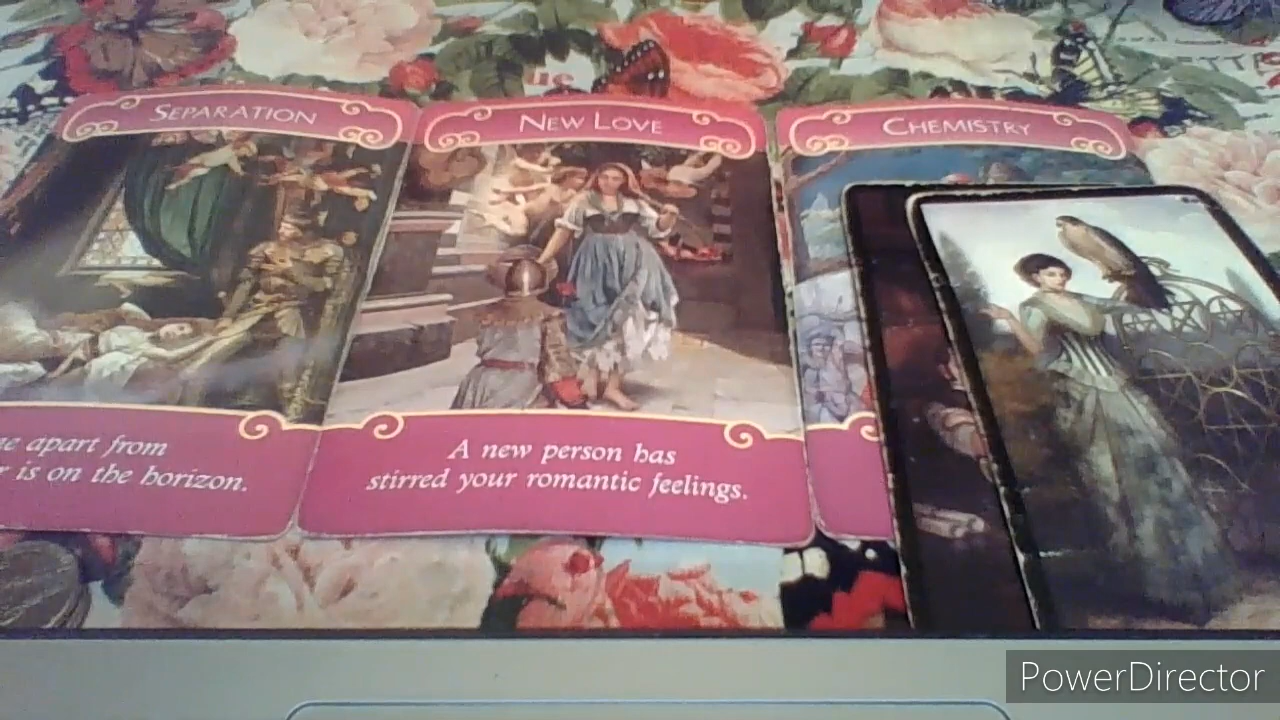 SEPARATION
NEW LOVE
CHEMISTRY
apart from
is on the horizon.
A new person has
stirred your romantic feelings.
PowerDirector